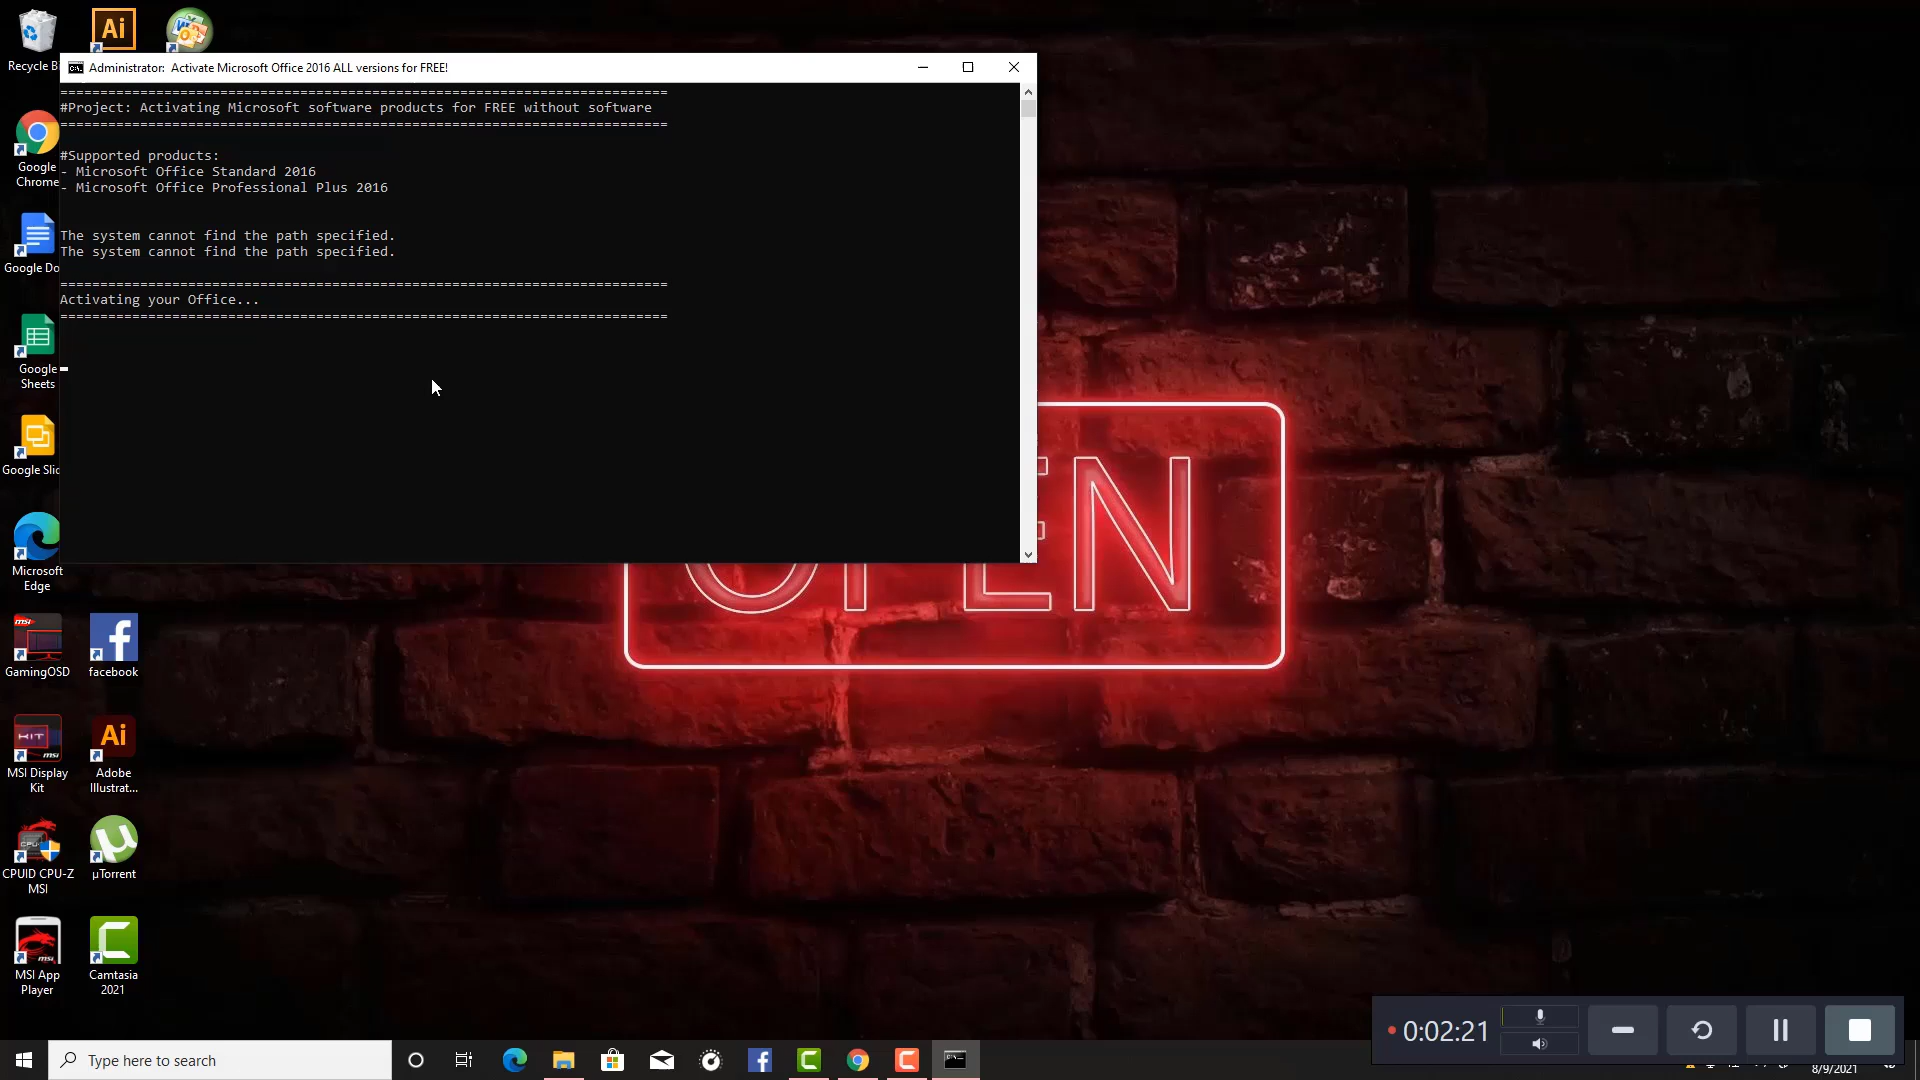 Recycle Bi
Ai
Administrator:  Activate Microsoft Office 2016 ALL versions for FREE!
============================================================================
#Project: Activating Microsoft software products for FREE without software
============================================================================
#Supported products:
- Microsoft Office Standard 2016
- Microsoft Office Professional Plus 2016
The system cannot find the path specified.
The system cannot find the path specified.
============================================================================
Activating your Office...
============================================================================
Google
Chrome
Google Do
Google
Sheets
Google Slid
Microsoft
Edge
GamingOSD
facebook
MSI Display
Kit
Ai
Adobe
Illustrat...
CPUID CPU-Z
MSI
µTorrent
MSI App
Player
Camtasia
2021
OPEN
0:02:21
Type here to search
8/9/2021